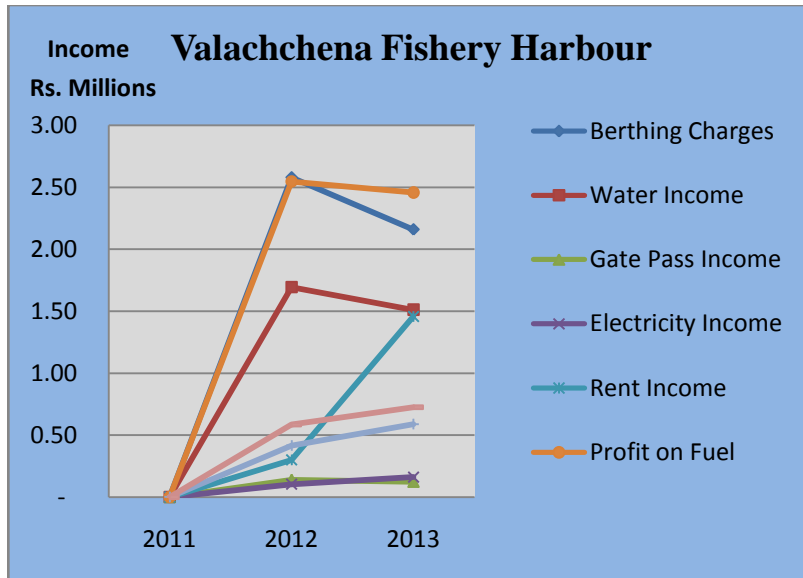 Income
Valachchena Fishery Harbour
Rs. Millions
3.00
2.50
2.00
1.50
1.00
0.50
-
2011 2012 2013
Berthing Charges
Water Income
Gate Pass Income
Electricity Income
Rent Income
Profit on Fuel